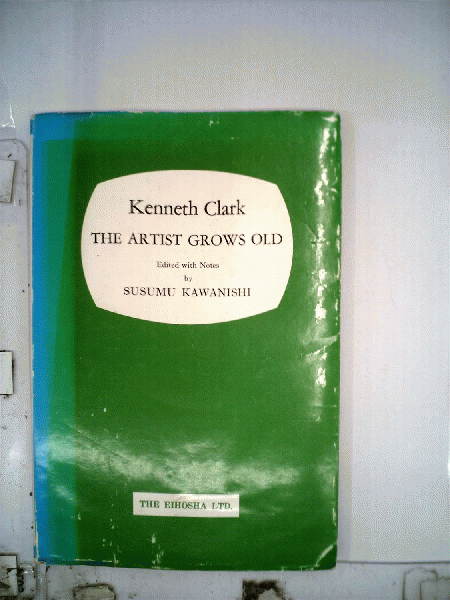 Kenneth Clark
THE ARTIST GROWS OLD
Edited with Notes
by
SUSUMU KAWANISHI
THE EIHOSHA LTD.